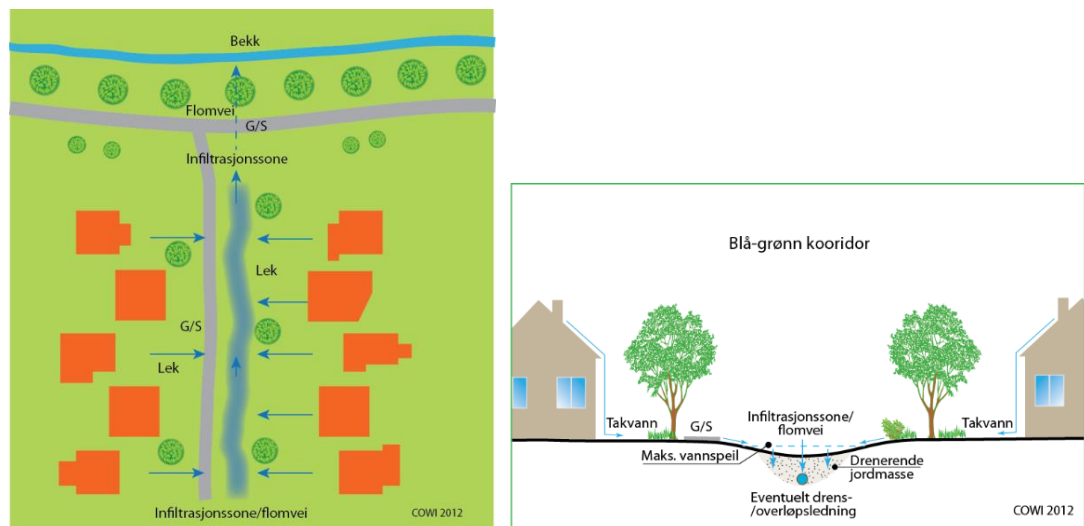 Bekk
Flomvei
G/S
Infiltrasjonssone
Lek
G/S
Lek
Infiltrasjonssone/flomvei
COWI 2012
Blå-grønn kooridor
Takvann
G/S
Infiltrasjonssone/
flomvei
Takvann
Maks. vannspeil
Drenerende
jordmasse
Eventuelt drens-
/overløpsledning
COWI 2012